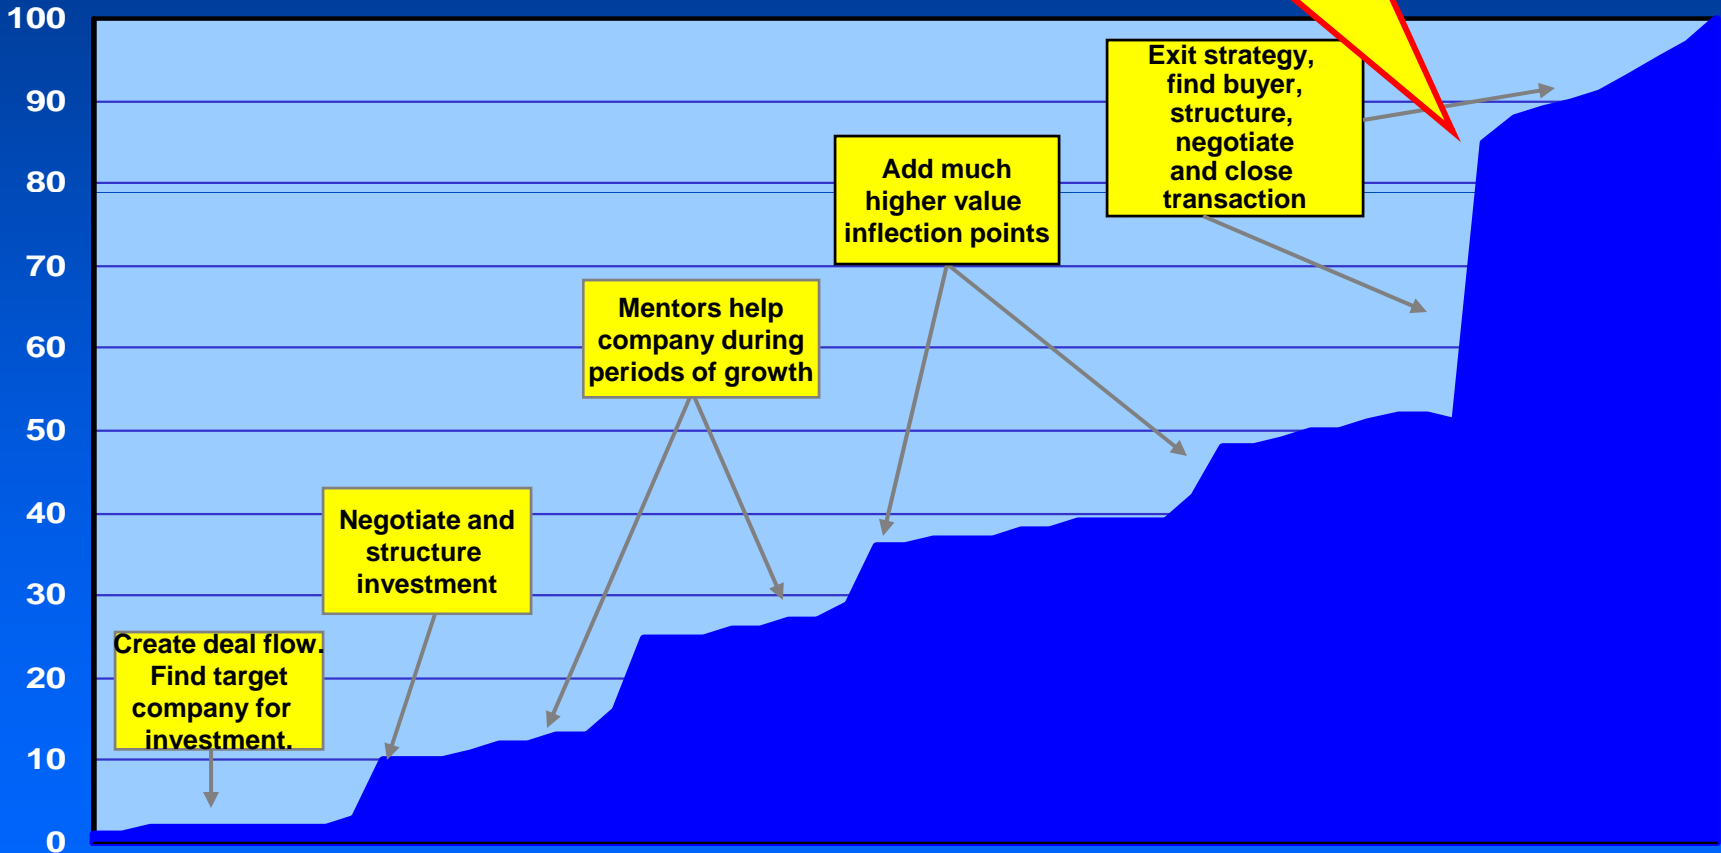 100
90
80
70
60
50
40
30
20
10
0
Create deal flow.
Find target
company for
investment.
Negotiate and
structure
investment
Mentors help
company during
periods of growth
Add much
higher value
inflection points
Exit strategy,
find buyer,
structure,
negotiate
and close
transaction